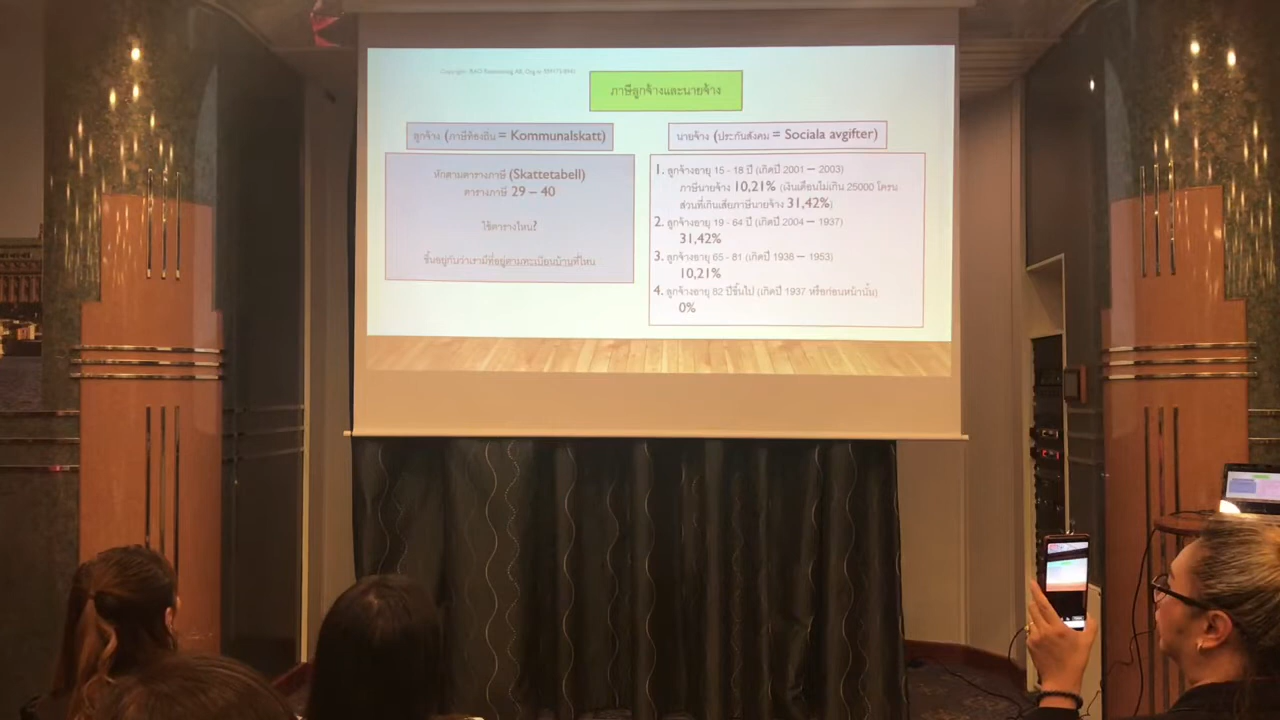 Copyright: BAO Redovisning AB, Org.nr
ภาษีลูกจ้างและนายจ้าง
ลูกจ้าง (ภาษีท้องถิ่น = Kommunalskatt)
หักตามตารางภาษี (Skattetabell)
ตารางภาษี 29 – 40
ใช้ตารางไหน?
ขึ้นอยู่กับว่าเรามีที่อยู่ตามทะเบียนบ้านที่ไหน
นายจ้าง (ประกันสังคม = Sociala avgifter)
1. ลูกจ้างอายุ 15 - 18 ปี (เกิดปี 2001 – 2003)
ภาษีนายจ้าง 10,21% (เงินเดือนไม่เกิน 25000 โครน
ส่วนที่เกินเสียภาษีนายจ้าง 31,42%)
2. ลูกจ้างอายุ 19 - 64 ปี (เกิดปี 2004 – 1937)
31,42%
3. ลูกจ้างอายุ 65 - 81 (เกิดปี 1938 – 1953)
10,21%
4. ลูกจ้างอายุ 82 ปีขึ้นไป (เกิดปี 1937 หรือก่อนหน้านั้น)
0%